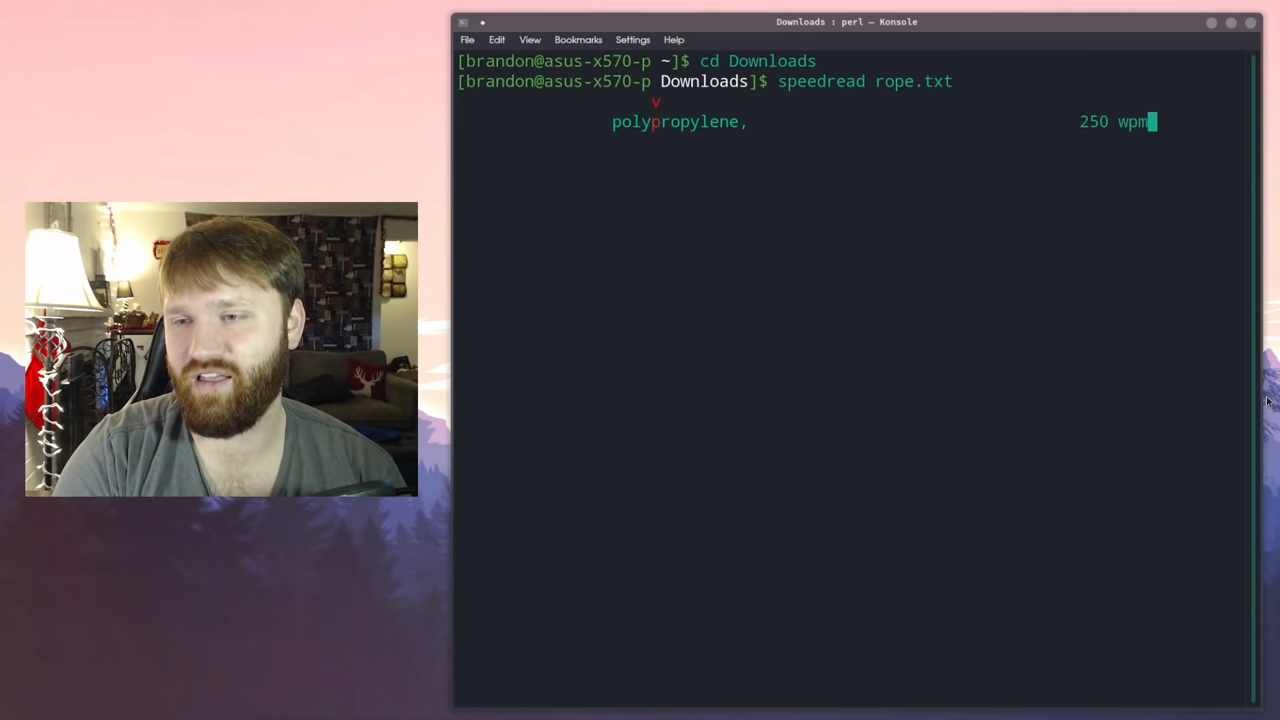 Downloads : perl — Konsole
File Edit View Bookmarks Settings Help
[brandon@asus-x570-p ~]$ cd Downloads
[brandon@asus-x570-p Downloads]$ speedread rope.txt
v
polypropylene, 250 wpm